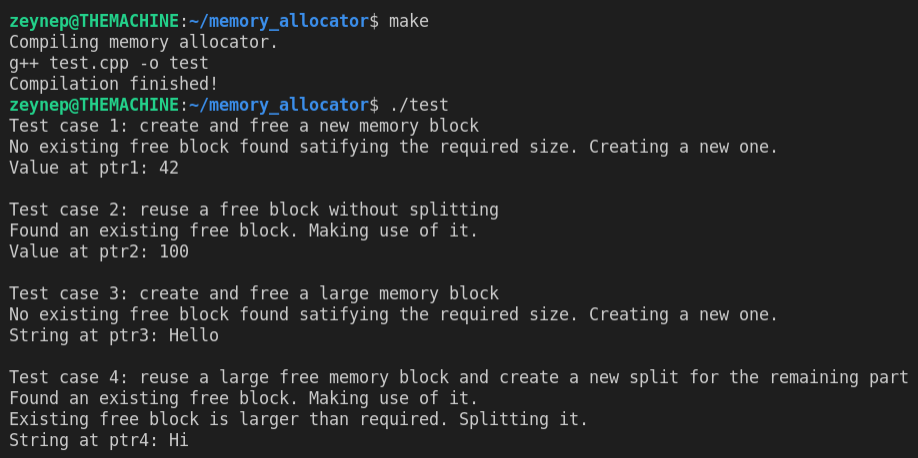 zeynep@THEMACHINE:~/memory_allocator$ make
Compiling memory allocator.
g++ test.cpp -o test
Compilation finished!
zeynep@THEMACHINE:~/memory_allocator$ ./test
Test case 1: create and free a new memory block
No existing free block found satifying the required size. Creating a new one.
Value at ptr1: 42

Test case 2: reuse a free block without splitting
Found an existing free block. Making use of it.
Value at ptr2: 100

Test case 3: create and free a large memory block
No existing free block found satifying the required size. Creating a new one.
String at ptr3: Hello

Test case 4: reuse a large free memory block and create a new split for the remaining part
Found an existing free block. Making use of it.
Existing free block is larger than required. Splitting it.
String at ptr4: Hi